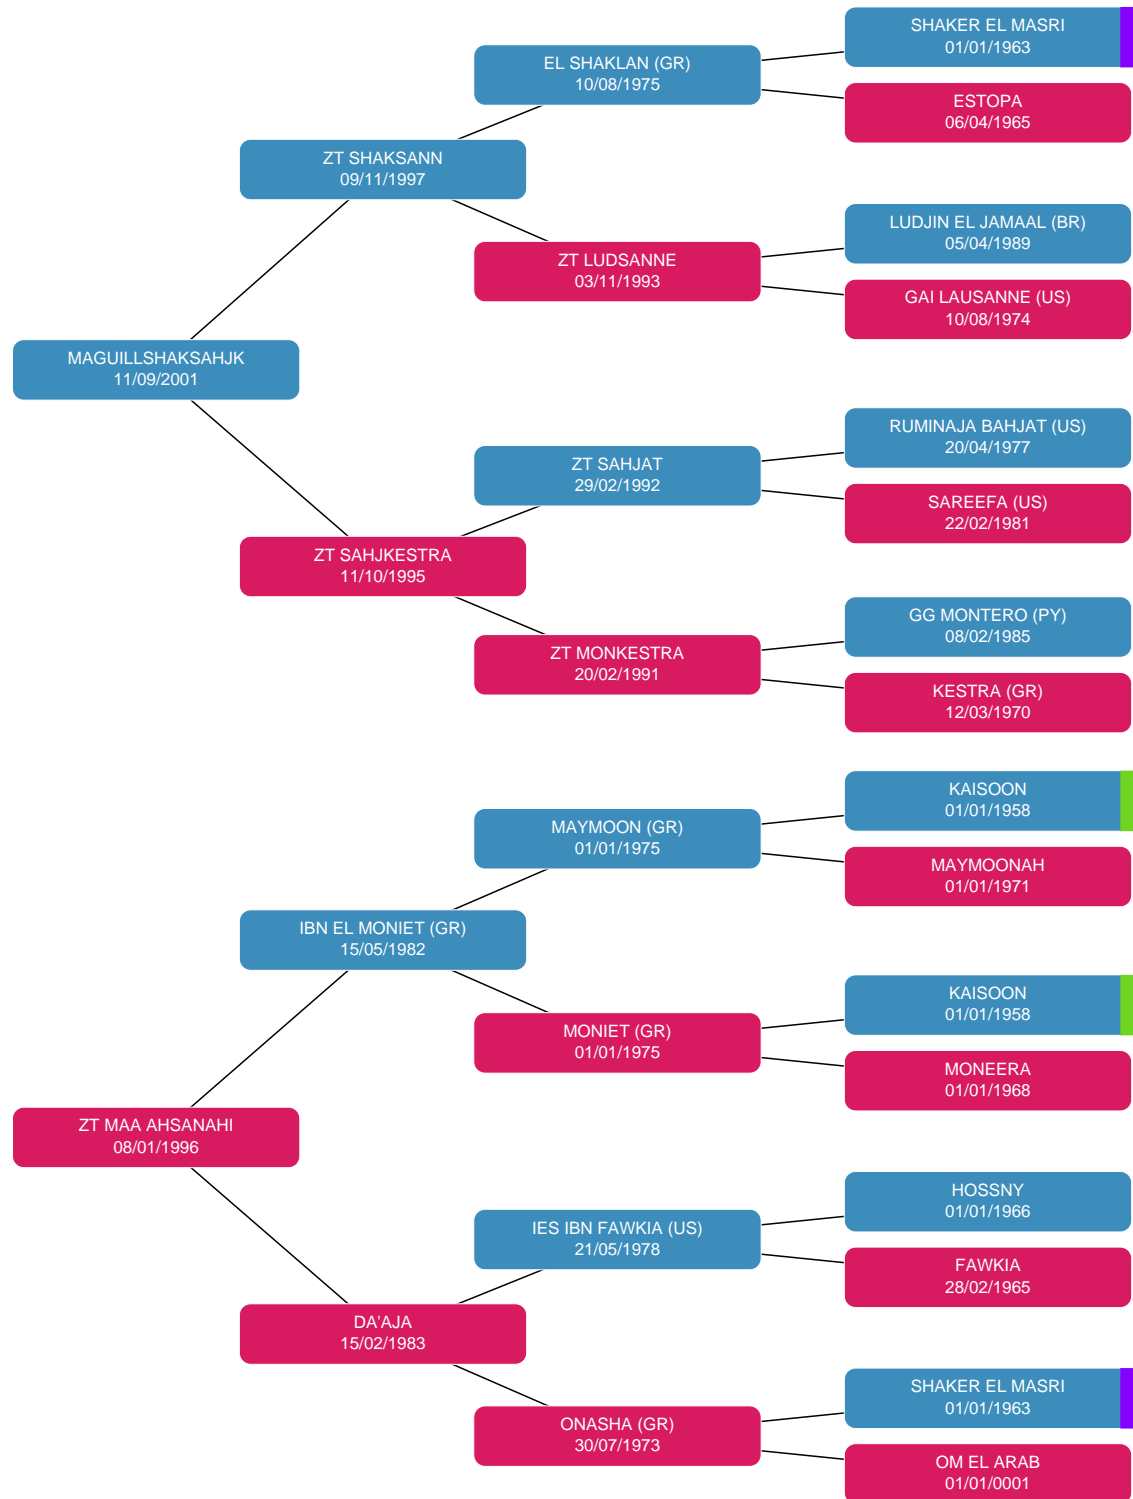 SHAKER EL MASRI
01/01/1963
EL SHAKLAN (GR)
10/08/1975
ESTOPA
06/04/1965
ZT SHAKSANN
09/11/1997
LUDJIN EL JAMAAL (BR)
05/04/1989
ZT LUDSANNE
03/11/1993
GAI LAUSANNE (US)
10/08/1974
MAGUILLSHAKSAHJK
11/09/2001
RUMINAJA BAHJAT (US)
20/04/1977
ZT SAHJAT
29/02/1992
SAREEFA (US)
22/02/1981
ZT SAHJKESTRA
11/10/1995
GG MONTERO (PY)
08/02/1985
ZT MONKESTRA
20/02/1991
KESTRA (GR)
12/03/1970
KAISOON
01/01/1958
MAYMOON (GR)
01/01/1975
MAYMOONAH
01/01/1971
IBN EL MONIET (GR)
15/05/1982
KAISOON
01/01/1958
MONIET (GR)
01/01/1975
MONEERA
01/01/1968
ZT MAA AHSANAHI
08/01/1996
HOSSNY
01/01/1966
IES IBN FAWKIA (US)
21/05/1978
FAWKIA
28/02/1965
DA'AJA
15/02/1983
SHAKER EL MASRI
01/01/1963
ONASHA (GR)
30/07/1973
OM EL ARAB
01/01/0001